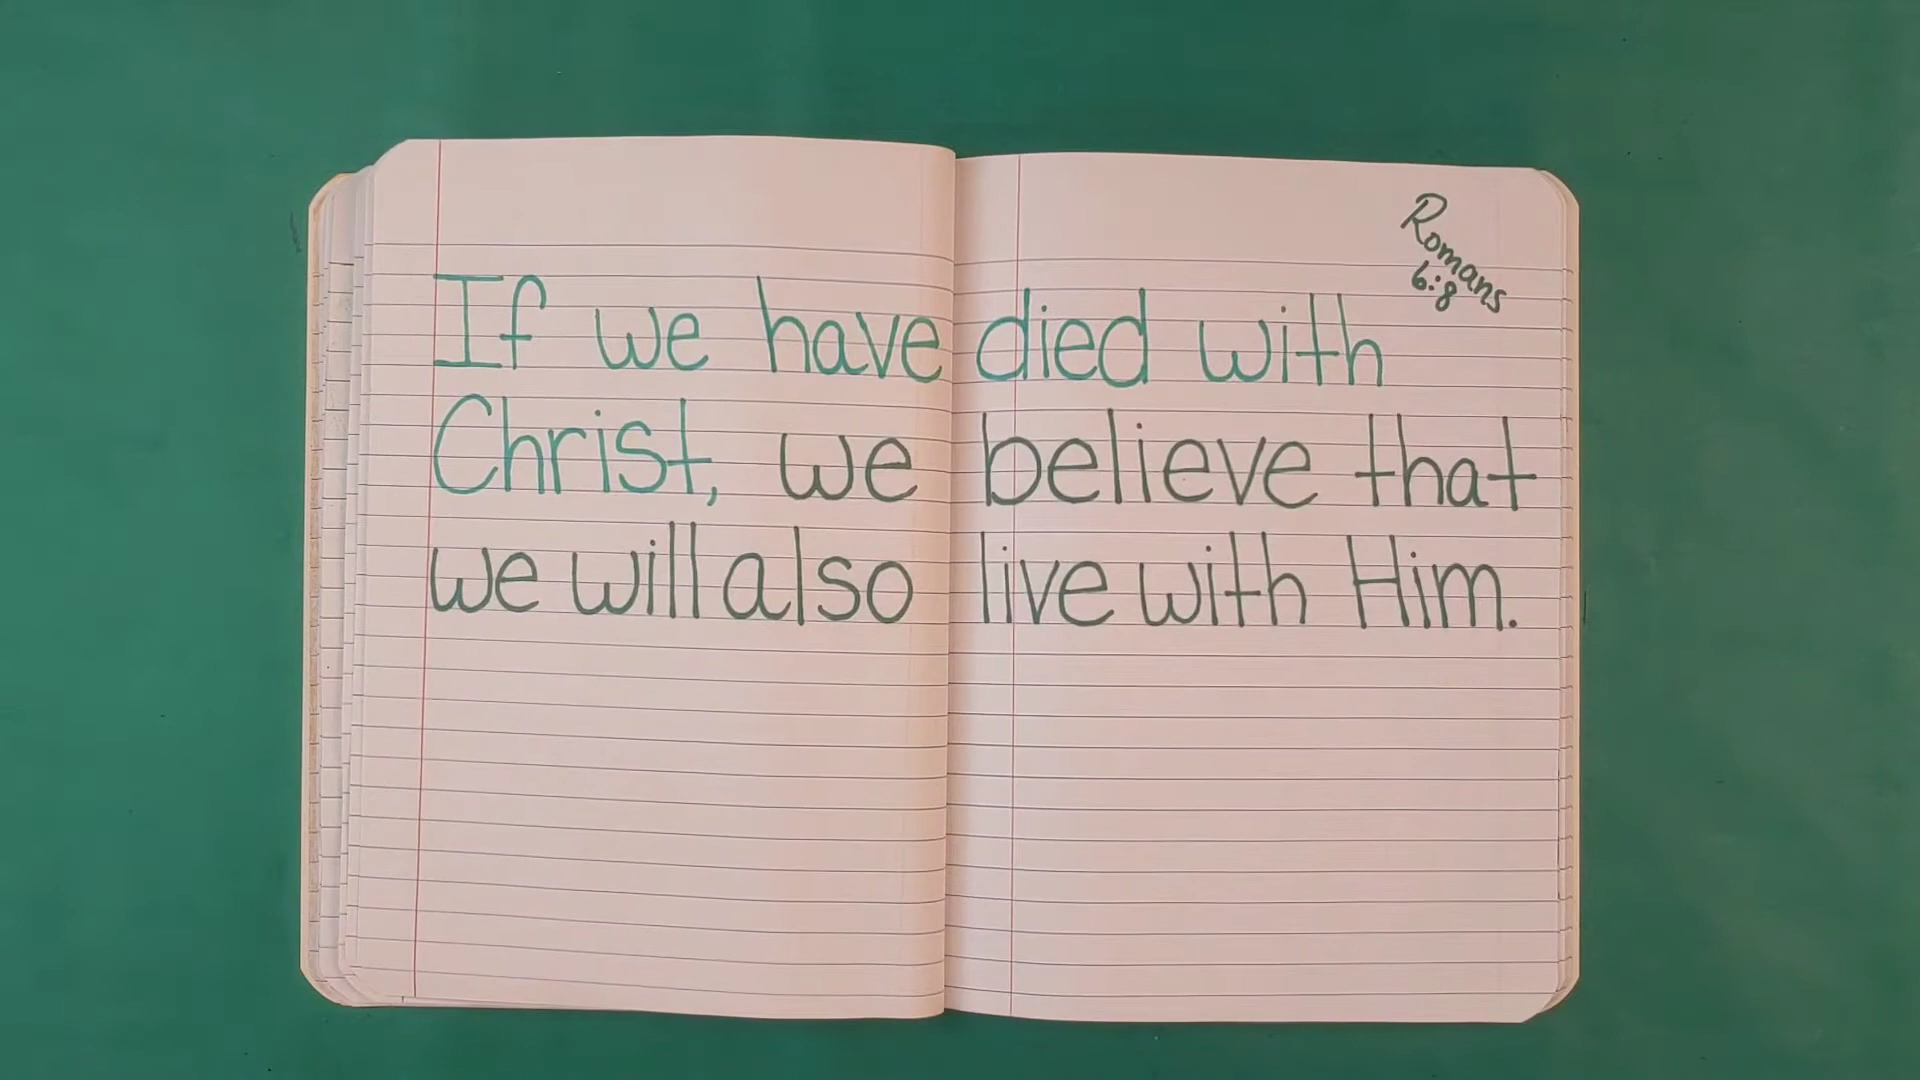 Romans
6:8
If we have died with
Christ, we believe that
we will also live with Him.